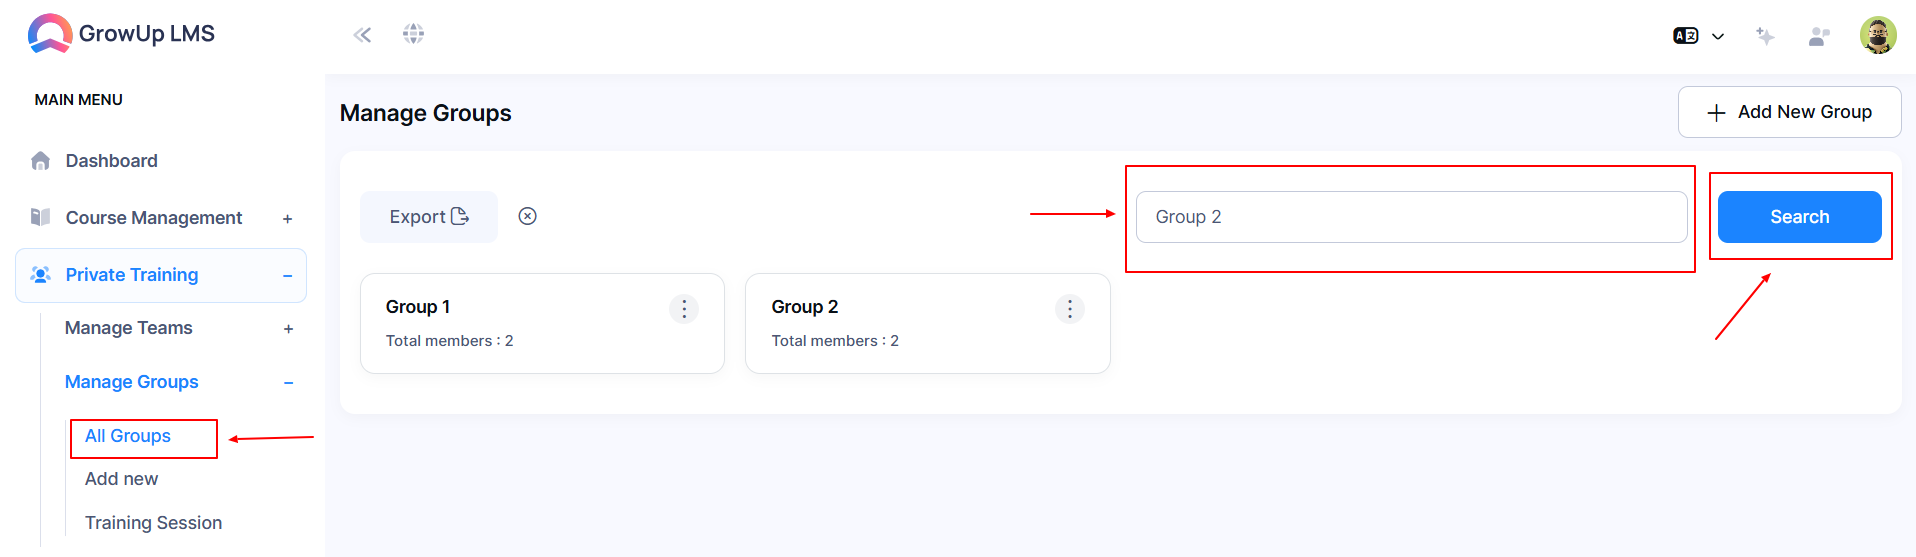 GrowUp LMS
MAIN MENU
Dashboard
Course Management +
Private Training −
Manage Teams +
Manage Groups −
All Groups
Add new
Training Session
Manage Groups
+ Add New Group
Export
Group 2
Search
Group 1
Total members : 2
Group 2
Total members : 2